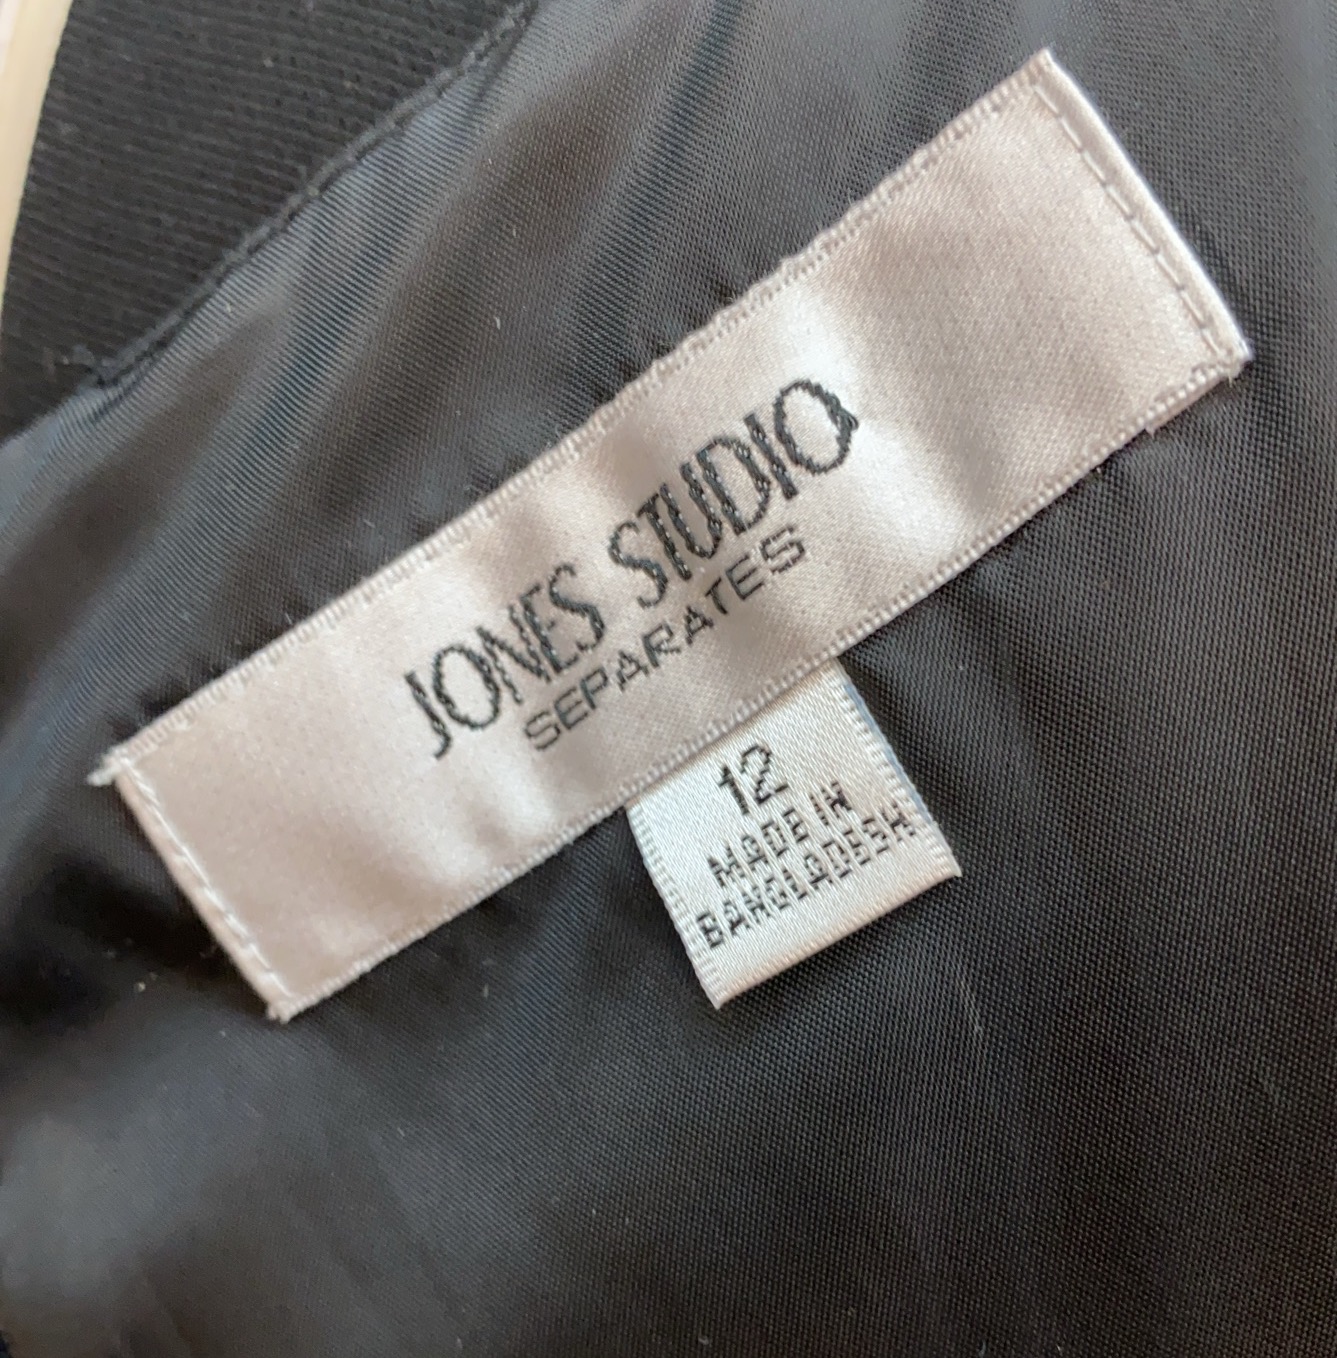 JONES STUDIO
SEPARATES
12
MADE IN
BANGLADESH